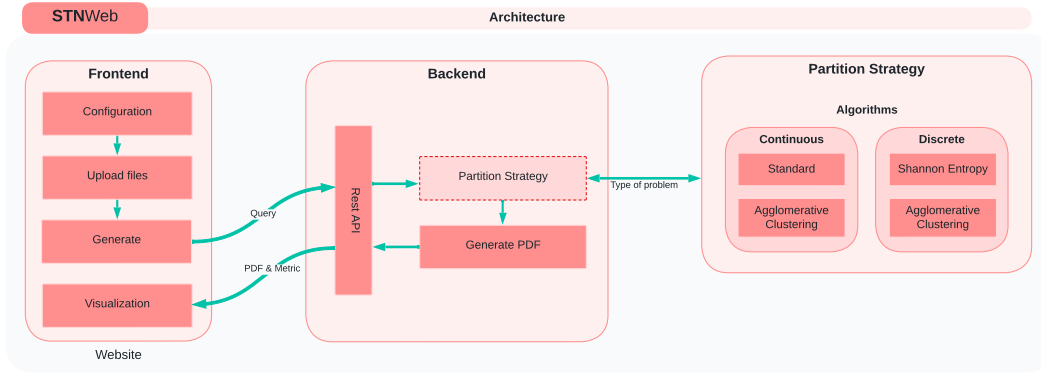 STNWeb
Architecture
Frontend
Configuration
Upload files
Generate
Visualization
Website
Query
PDF & Metric
Backend
Rest API
Partition Strategy
Generate PDF
Type of problem
Partition Strategy
Algorithms
Continuous
Standard
Agglomerative
Clustering
Discrete
Shannon Entropy
Agglomerative
Clustering